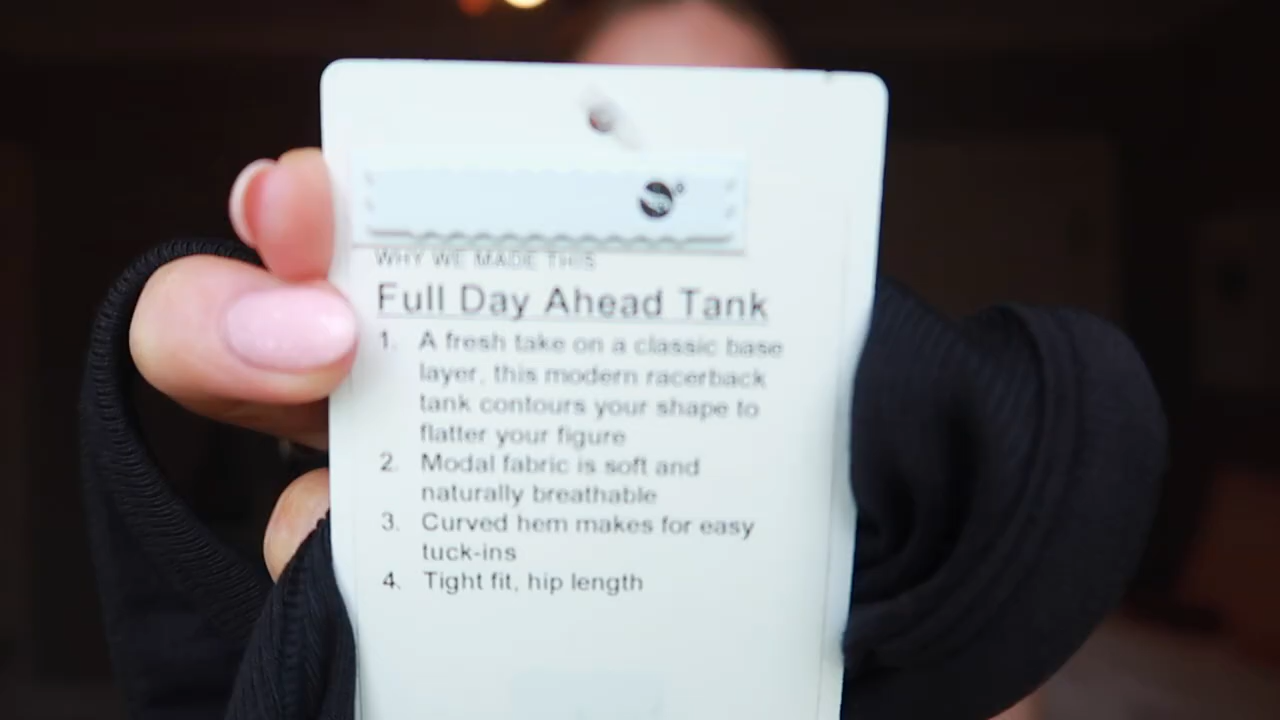 WHY WE MADE THIS
Full Day Ahead Tank
1. A fresh take on a classic base
layer, this modern racerback
tank contours your shape to
flatter your figure
2. Modal fabric is soft and
naturally breathable
3. Curved hem makes for easy
tuck-ins
4. Tight fit, hip length